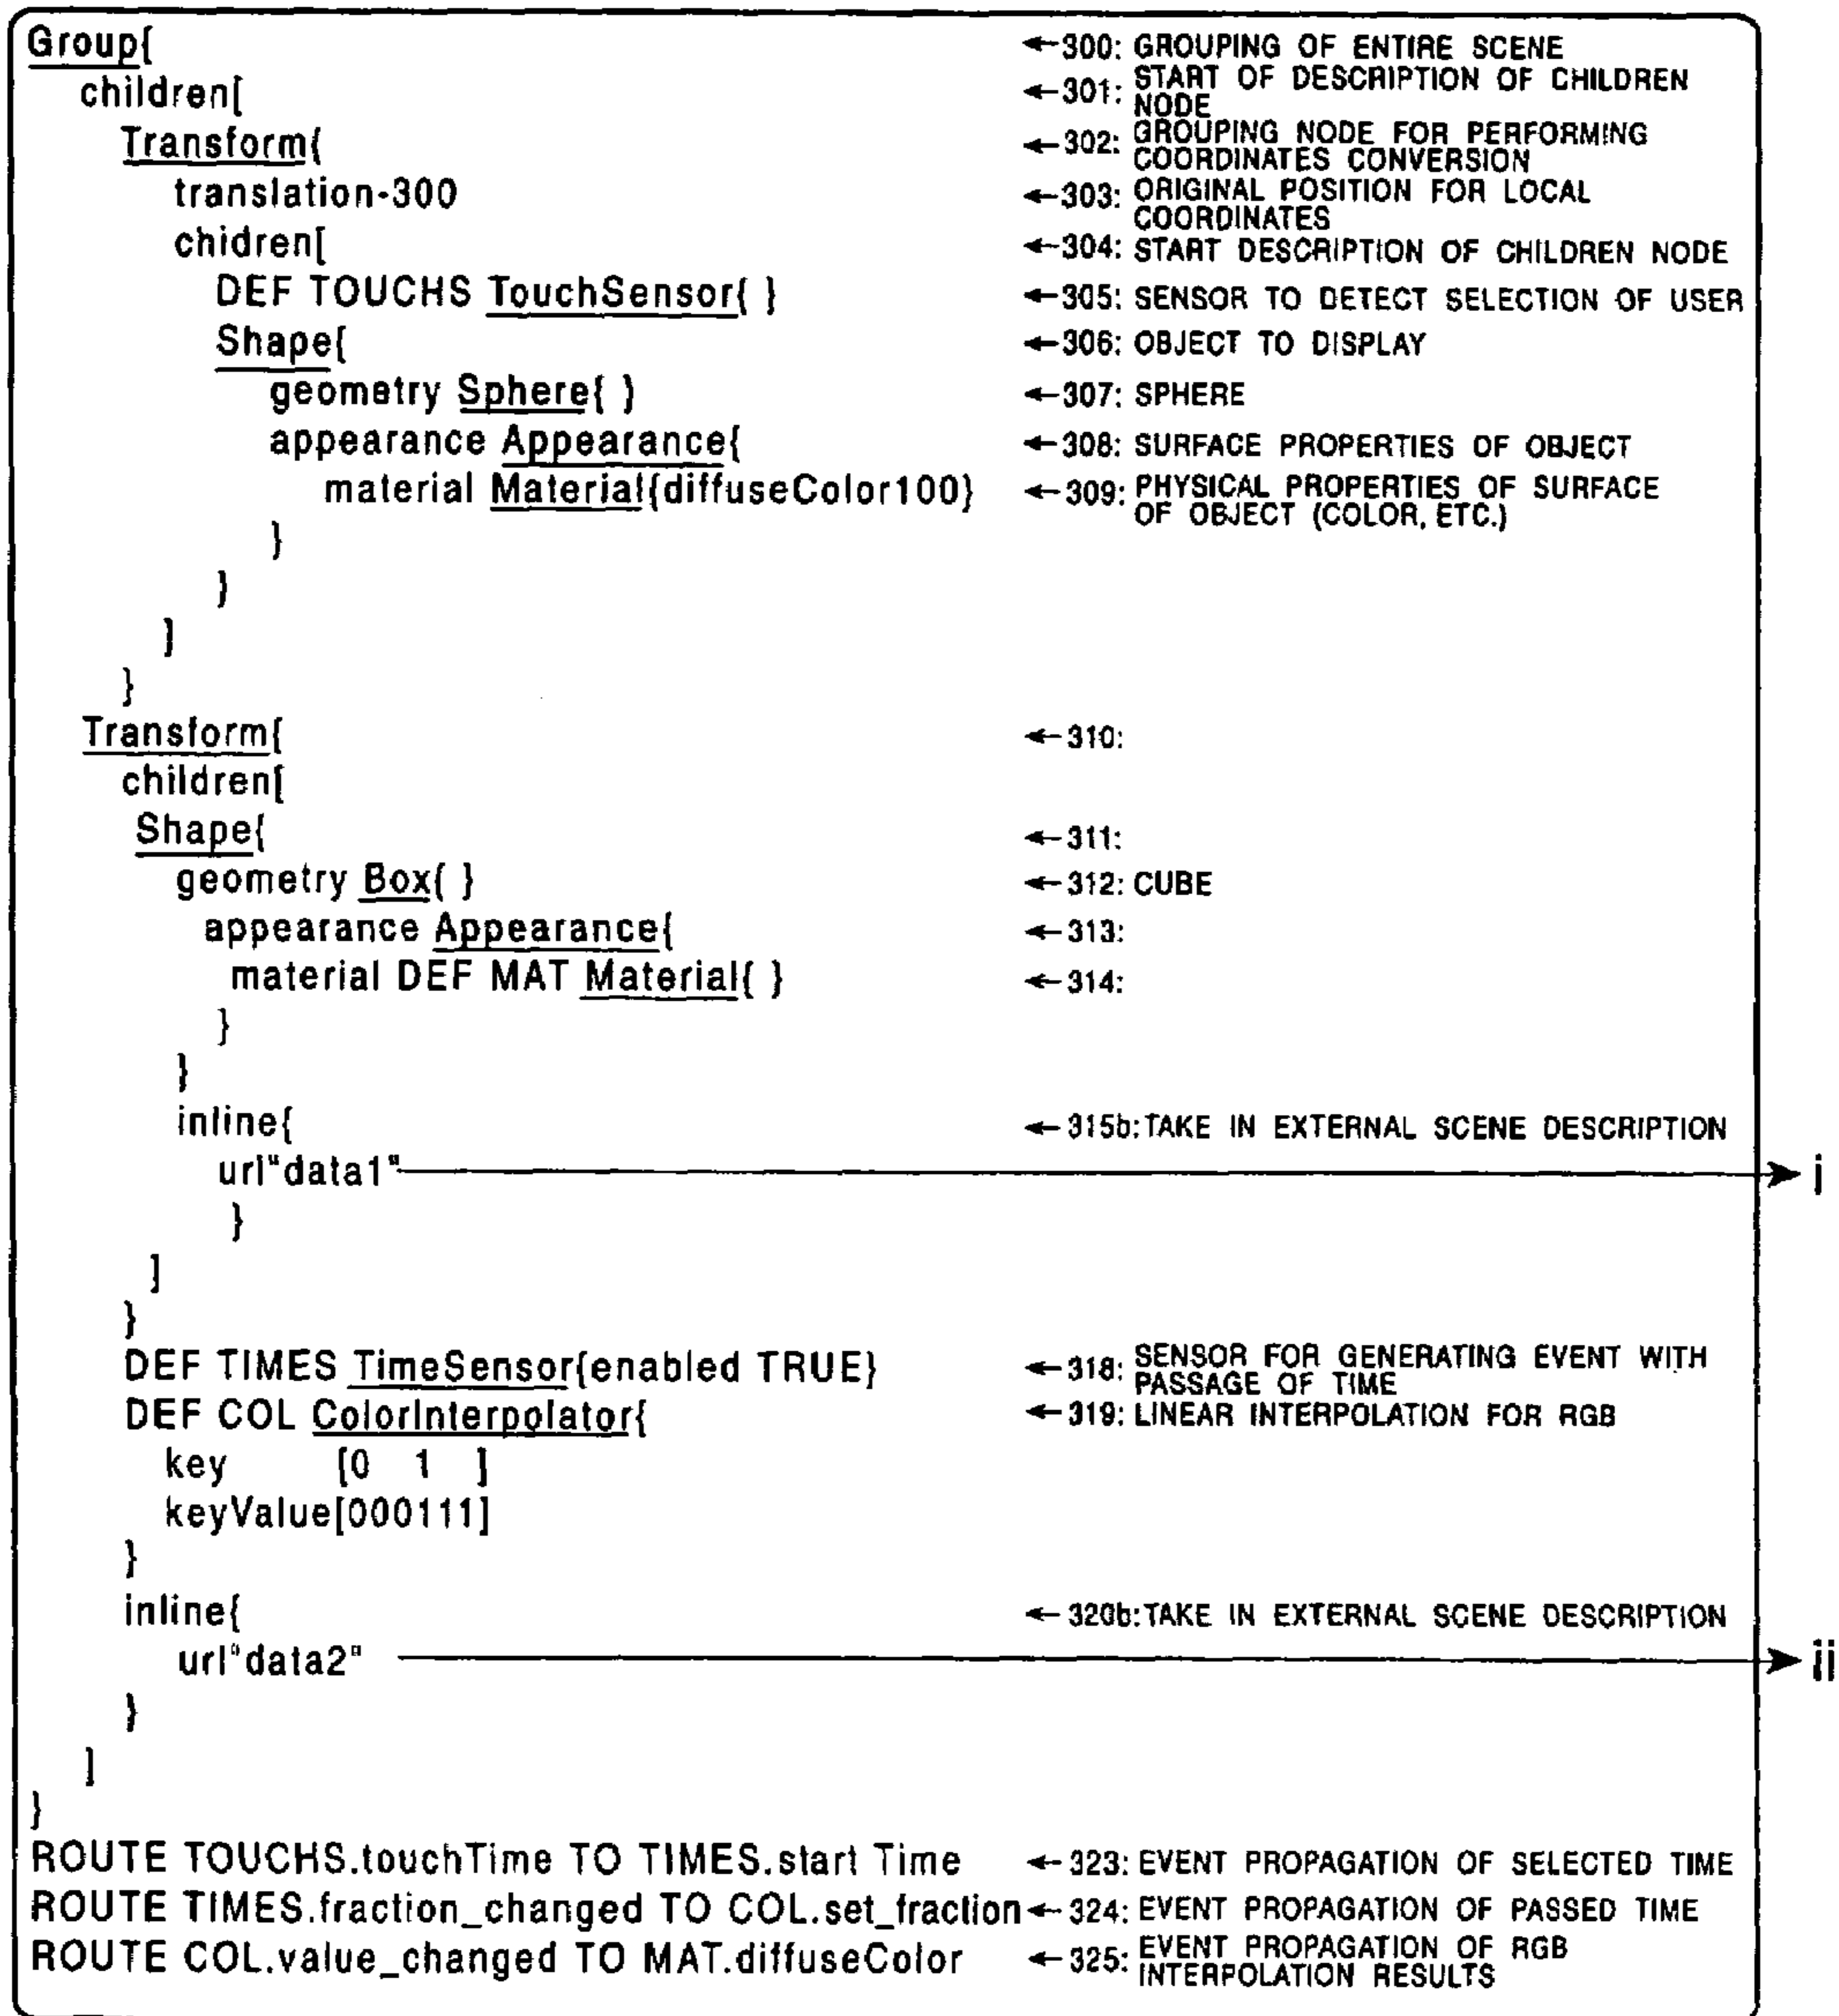 Group{ ←300: GROUPING OF ENTIRE SCENE
children[ ←301: START OF DESCRIPTION OF CHILDREN NODE
Transform{ ←302: GROUPING NODE FOR PERFORMING COORDINATES CONVERSION
translation-300 ←303: ORIGINAL POSITION FOR LOCAL COORDINATES
chidren[ ←304: START DESCRIPTION OF CHILDREN NODE
DEF TOUCHS TouchSensor{ } ←305: SENSOR TO DETECT SELECTION OF USER
Shape{ ←306: OBJECT TO DISPLAY
geometry Sphere{ } ←307: SPHERE
appearance Appearance{ ←308: SURFACE PROPERTIES OF OBJECT
material Material{diffuseColor100} ←309: PHYSICAL PROPERTIES OF SURFACE OF OBJECT (COLOR, ETC.)
}
}
]
}
Transform{ ←310:
children[
Shape{ ←311:
geometry Box{ } ←312: CUBE
appearance Appearance{ ←313:
material DEF MAT Material{ } ←314:
}
}
inline{ ←315b:TAKE IN EXTERNAL SCENE DESCRIPTION
url"data1" i
}
]
}
DEF TIMES TimeSensor{enabled TRUE} ←318: SENSOR FOR GENERATING EVENT WITH PASSAGE OF TIME
DEF COL ColorInterpolator{ ←319: LINEAR INTERPOLATION FOR RGB
key [0 1 ]
keyValue[000111]
}
inline{ ←320b:TAKE IN EXTERNAL SCENE DESCRIPTION
url"data2" ii
}
]
}
ROUTE TOUCHS.touchTime TO TIMES.start Time ←323: EVENT PROPAGATION OF SELECTED TIME
ROUTE TIMES.fraction_changed TO COL.set_fraction ←324: EVENT PROPAGATION OF PASSED TIME
ROUTE COL.value_changed TO MAT.diffuseColor ←325: EVENT PROPAGATION OF RGB INTERPOLATION RESULTS